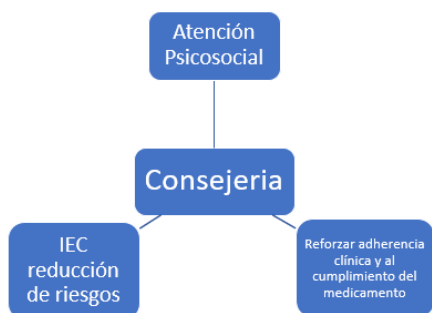 Atención
Psicosocial
Consejeria
IEC
reducción
de riesgos
Reforzar adherencia
clínica y al
cumplimiento del
medicamento